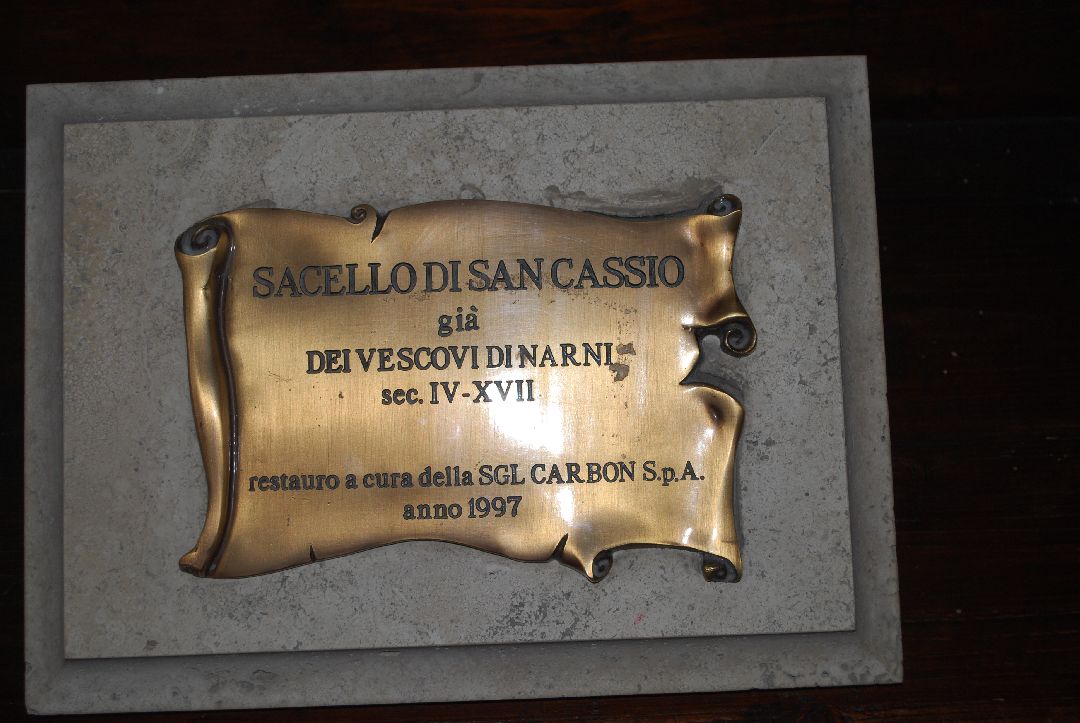 SACELLO DI SAN CASSIO
già
DEI VESCOVI DI NARNI
sec. IV-XVII
restauro a cura della SGL CARBON S.p.A.
anno 1997